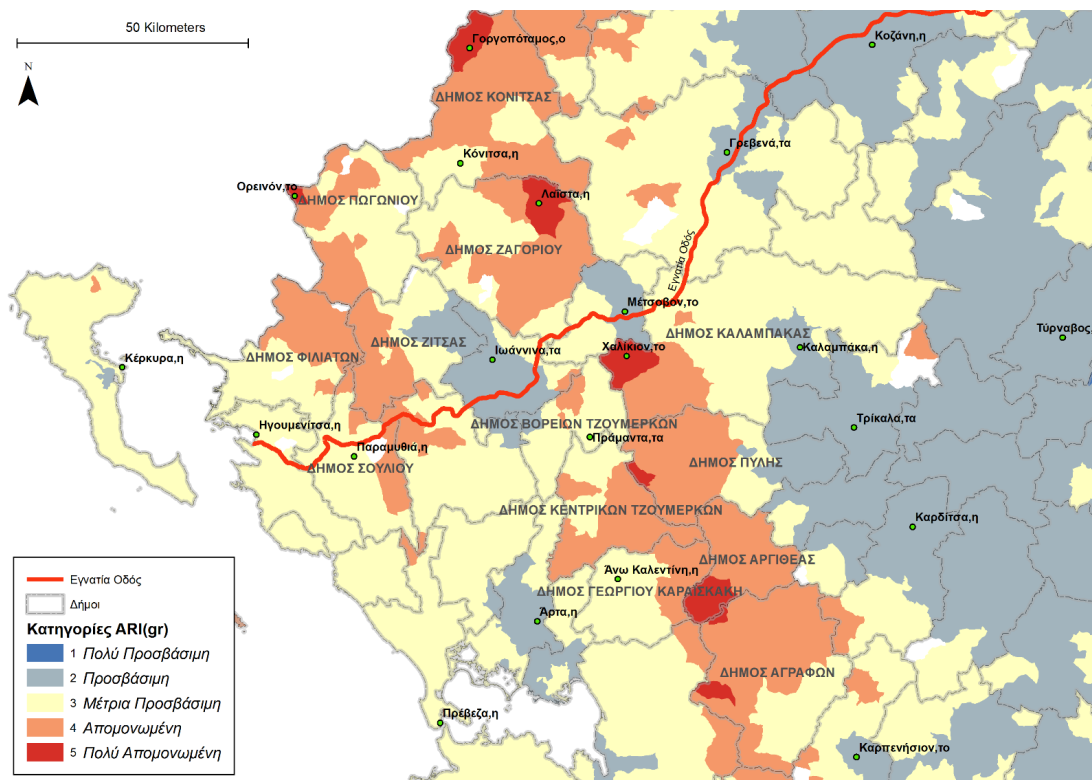 50 Kilometers
N
Γοργοπόταμος,ο
Κοζάνη,η
ΔΗΜΟΣ ΚΟΝΙΤΣΑΣ
Κόνιτσα,η
Γρεβενά,τα
Ορεινόν,το
ΔΗΜΟΣ ΠΩΓΩΝΙΟΥ
Λαΐστα,η
ΔΗΜΟΣ ΖΑΓΟΡΙΟΥ
Εγνατία Οδός
Μέτσοβον,το
ΔΗΜΟΣ ΚΑΛΑΜΠΑΚΑΣ
Τύρναβος,
ΔΗΜΟΣ ΖΙΤΣΑΣ
Χαλίκιον,το
Καλαμπάκα,η
Κέρκυρα,η
ΔΗΜΟΣ ΦΙΛΙΑΤΩΝ
Ιωάννινα,τα
Ηγουμενίτσα,η
ΔΗΜΟΣ ΒΟΡΕΙΩΝ ΤΖΟΥΜΕΡΚΩΝ
Τρίκαλα,τα
Παραμυθιά,η
Πράμαντα,τα
ΔΗΜΟΣ ΣΟΥΛΙΟΥ
ΔΗΜΟΣ ΠΥΛΗΣ
ΔΗΜΟΣ ΚΕΝΤΡΙΚΩΝ ΤΖΟΥΜΕΡΚΩΝ
Καρδίτσα,η
ΔΗΜΟΣ ΑΡΓΙΘΕΑΣ
Άνω Καλεντίνη,η
ΔΗΜΟΣ ΓΕΩΡΓΙΟΥ ΚΑΡΑΪΣΚΑΚΗ
Άρτα,η
ΔΗΜΟΣ ΑΓΡΑΦΩΝ
Πρέβεζα,η
Καρπενήσιον,το
Εγνατία Οδός
Δήμοι
Κατηγορίες ARI(gr)
1 Πολύ Προσβάσιμη
2 Προσβάσιμη
3 Μέτρια Προσβάσιμη
4 Απομονωμένη
5 Πολύ Απομονωμένη